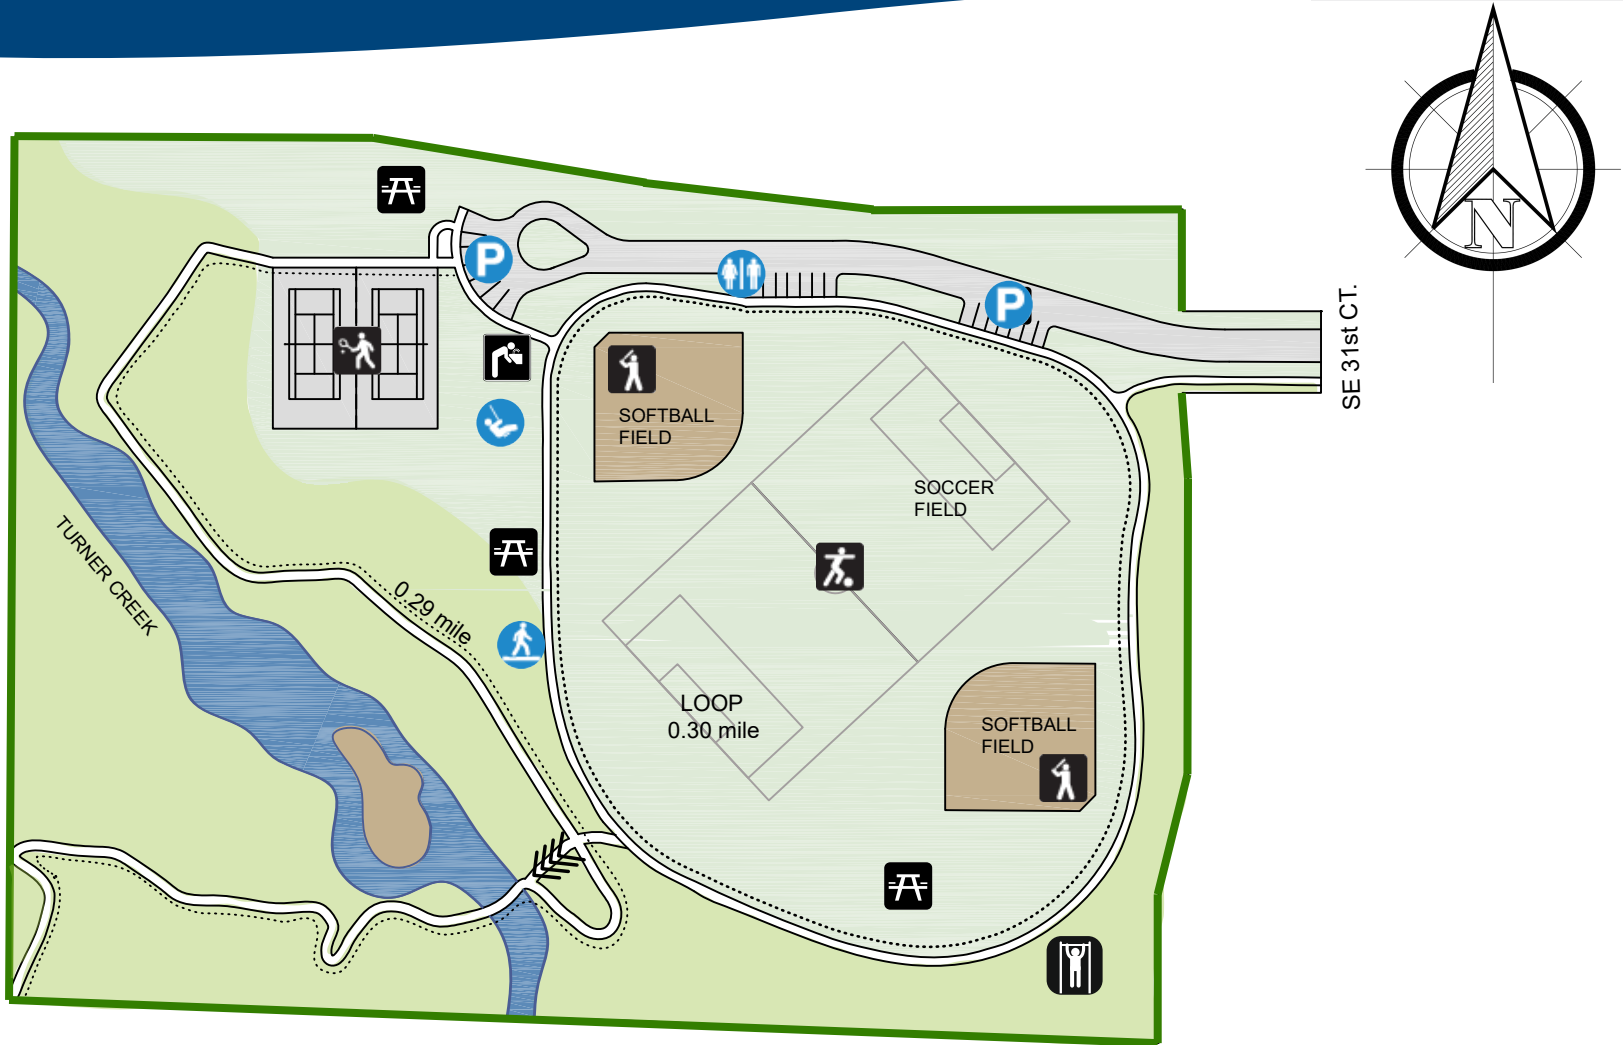 N
P
P
SE 31st CT.
SOFTBALL
FIELD
SOCCER
FIELD
TURNER CREEK
0.29 mile
LOOP
0.30 mile
SOFTBALL
FIELD